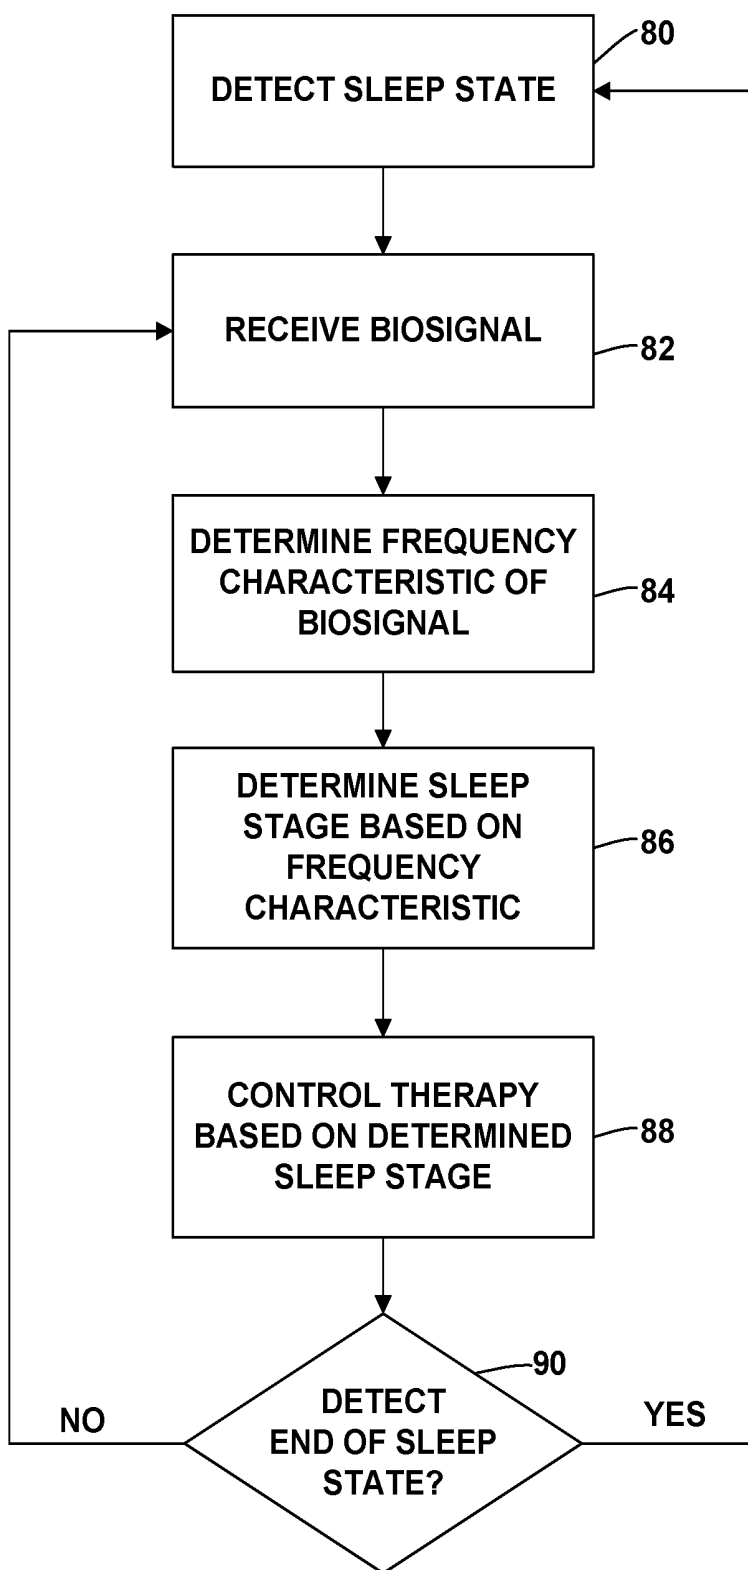 80
DETECT SLEEP STATE
RECEIVE BIOSIGNAL
82
DETERMINE FREQUENCY
CHARACTERISTIC OF
BIOSIGNAL
84
DETERMINE SLEEP
STAGE BASED ON
FREQUENCY
CHARACTERISTIC
86
CONTROL THERAPY
BASED ON DETERMINED
SLEEP STAGE
88
90
DETECT
END OF SLEEP
STATE?
NO
YES